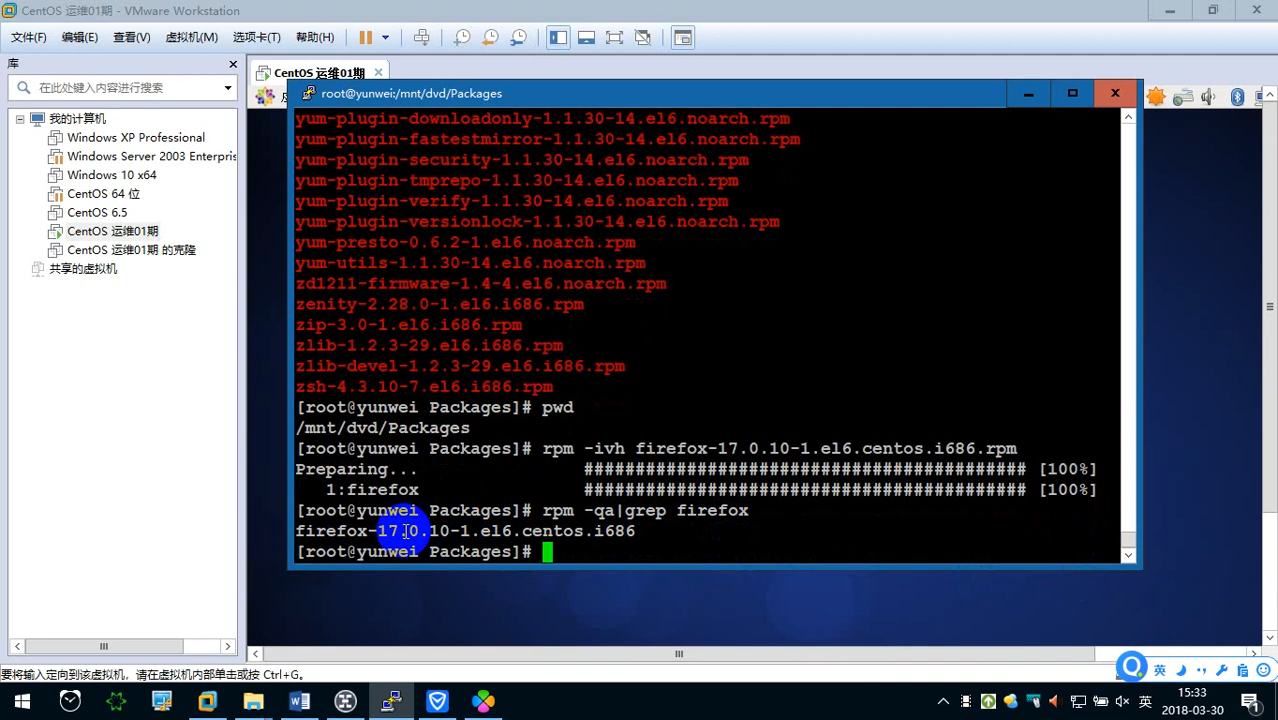 CentOS 运维01期 - VMware Workstation
文件(F) 编辑(E) 查看(V) 虚拟机(M) 选项卡(T) 帮助(H)
库
在此处键入内容进行搜索
我的计算机
Windows XP Professional
Windows Server 2003 Enterpris
Windows 10 x64
CentOS 64 位
CentOS 6.5
CentOS 运维01期
CentOS 运维01期 的克隆
共享的虚拟机
CentOS 运维01期
root@yunwei:/mnt/dvd/Packages
yum-plugin-downloadonly-1.1.30-14.el6.noarch.rpm
yum-plugin-fastestmirror-1.1.30-14.el6.noarch.rpm
yum-plugin-security-1.1.30-14.el6.noarch.rpm
yum-plugin-tmprepo-1.1.30-14.el6.noarch.rpm
yum-plugin-verify-1.1.30-14.el6.noarch.rpm
yum-plugin-versionlock-1.1.30-14.el6.noarch.rpm
yum-presto-0.6.2-1.el6.noarch.rpm
yum-utils-1.1.30-14.el6.noarch.rpm
zd1211-firmware-1.4-4.el6.noarch.rpm
zenity-2.28.0-1.el6.i686.rpm
zip-3.0-1.el6.i686.rpm
zlib-1.2.3-29.el6.i686.rpm
zlib-devel-1.2.3-29.el6.i686.rpm
zsh-4.3.10-7.el6.i686.rpm
[root@yunwei Packages]# pwd
/mnt/dvd/Packages
[root@yunwei Packages]# rpm -ivh firefox-17.0.10-1.el6.centos.i686.rpm
Preparing... ########################################### [100%]
1:firefox ########################################### [100%]
[root@yunwei Packages]# rpm -qa|grep firefox
firefox-17.0.10-1.el6.centos.i686
[root@yunwei Packages]#
要将输入定向到该虚拟机，请在虚拟机内部单击或按 Ctrl+G。
英
英
15:33
2018-03-30
1